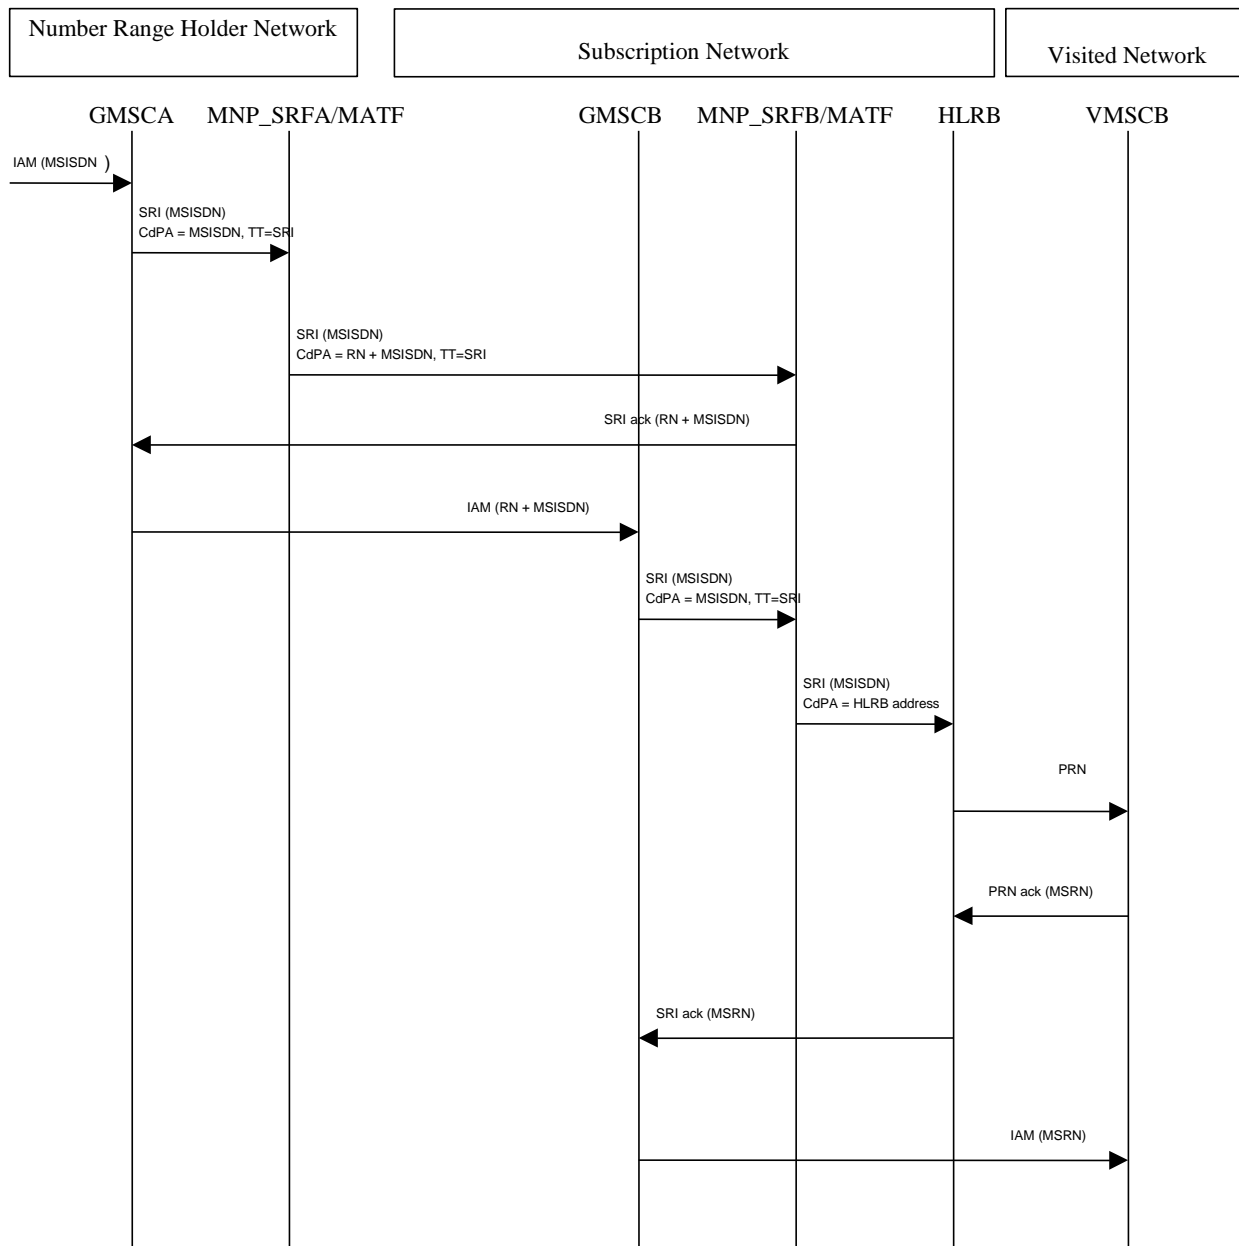 Number Range Holder Network
Subscription Network
Visited Network
GMSCA
MNP_SRFA/MATF
GMSCB
MNP_SRFB/MATF
HLRB
VMSCB
IAM (MSISDN )
SRI (MSISDN)
CdPA = MSISDN, TT=SRI
SRI (MSISDN)
CdPA = RN + MSISDN, TT=SRI
SRI ack (RN + MSISDN)
IAM (RN + MSISDN)
SRI (MSISDN)
CdPA = MSISDN, TT=SRI
SRI (MSISDN)
CdPA = HLRB address
PRN
PRN ack (MSRN)
SRI ack (MSRN)
IAM (MSRN)